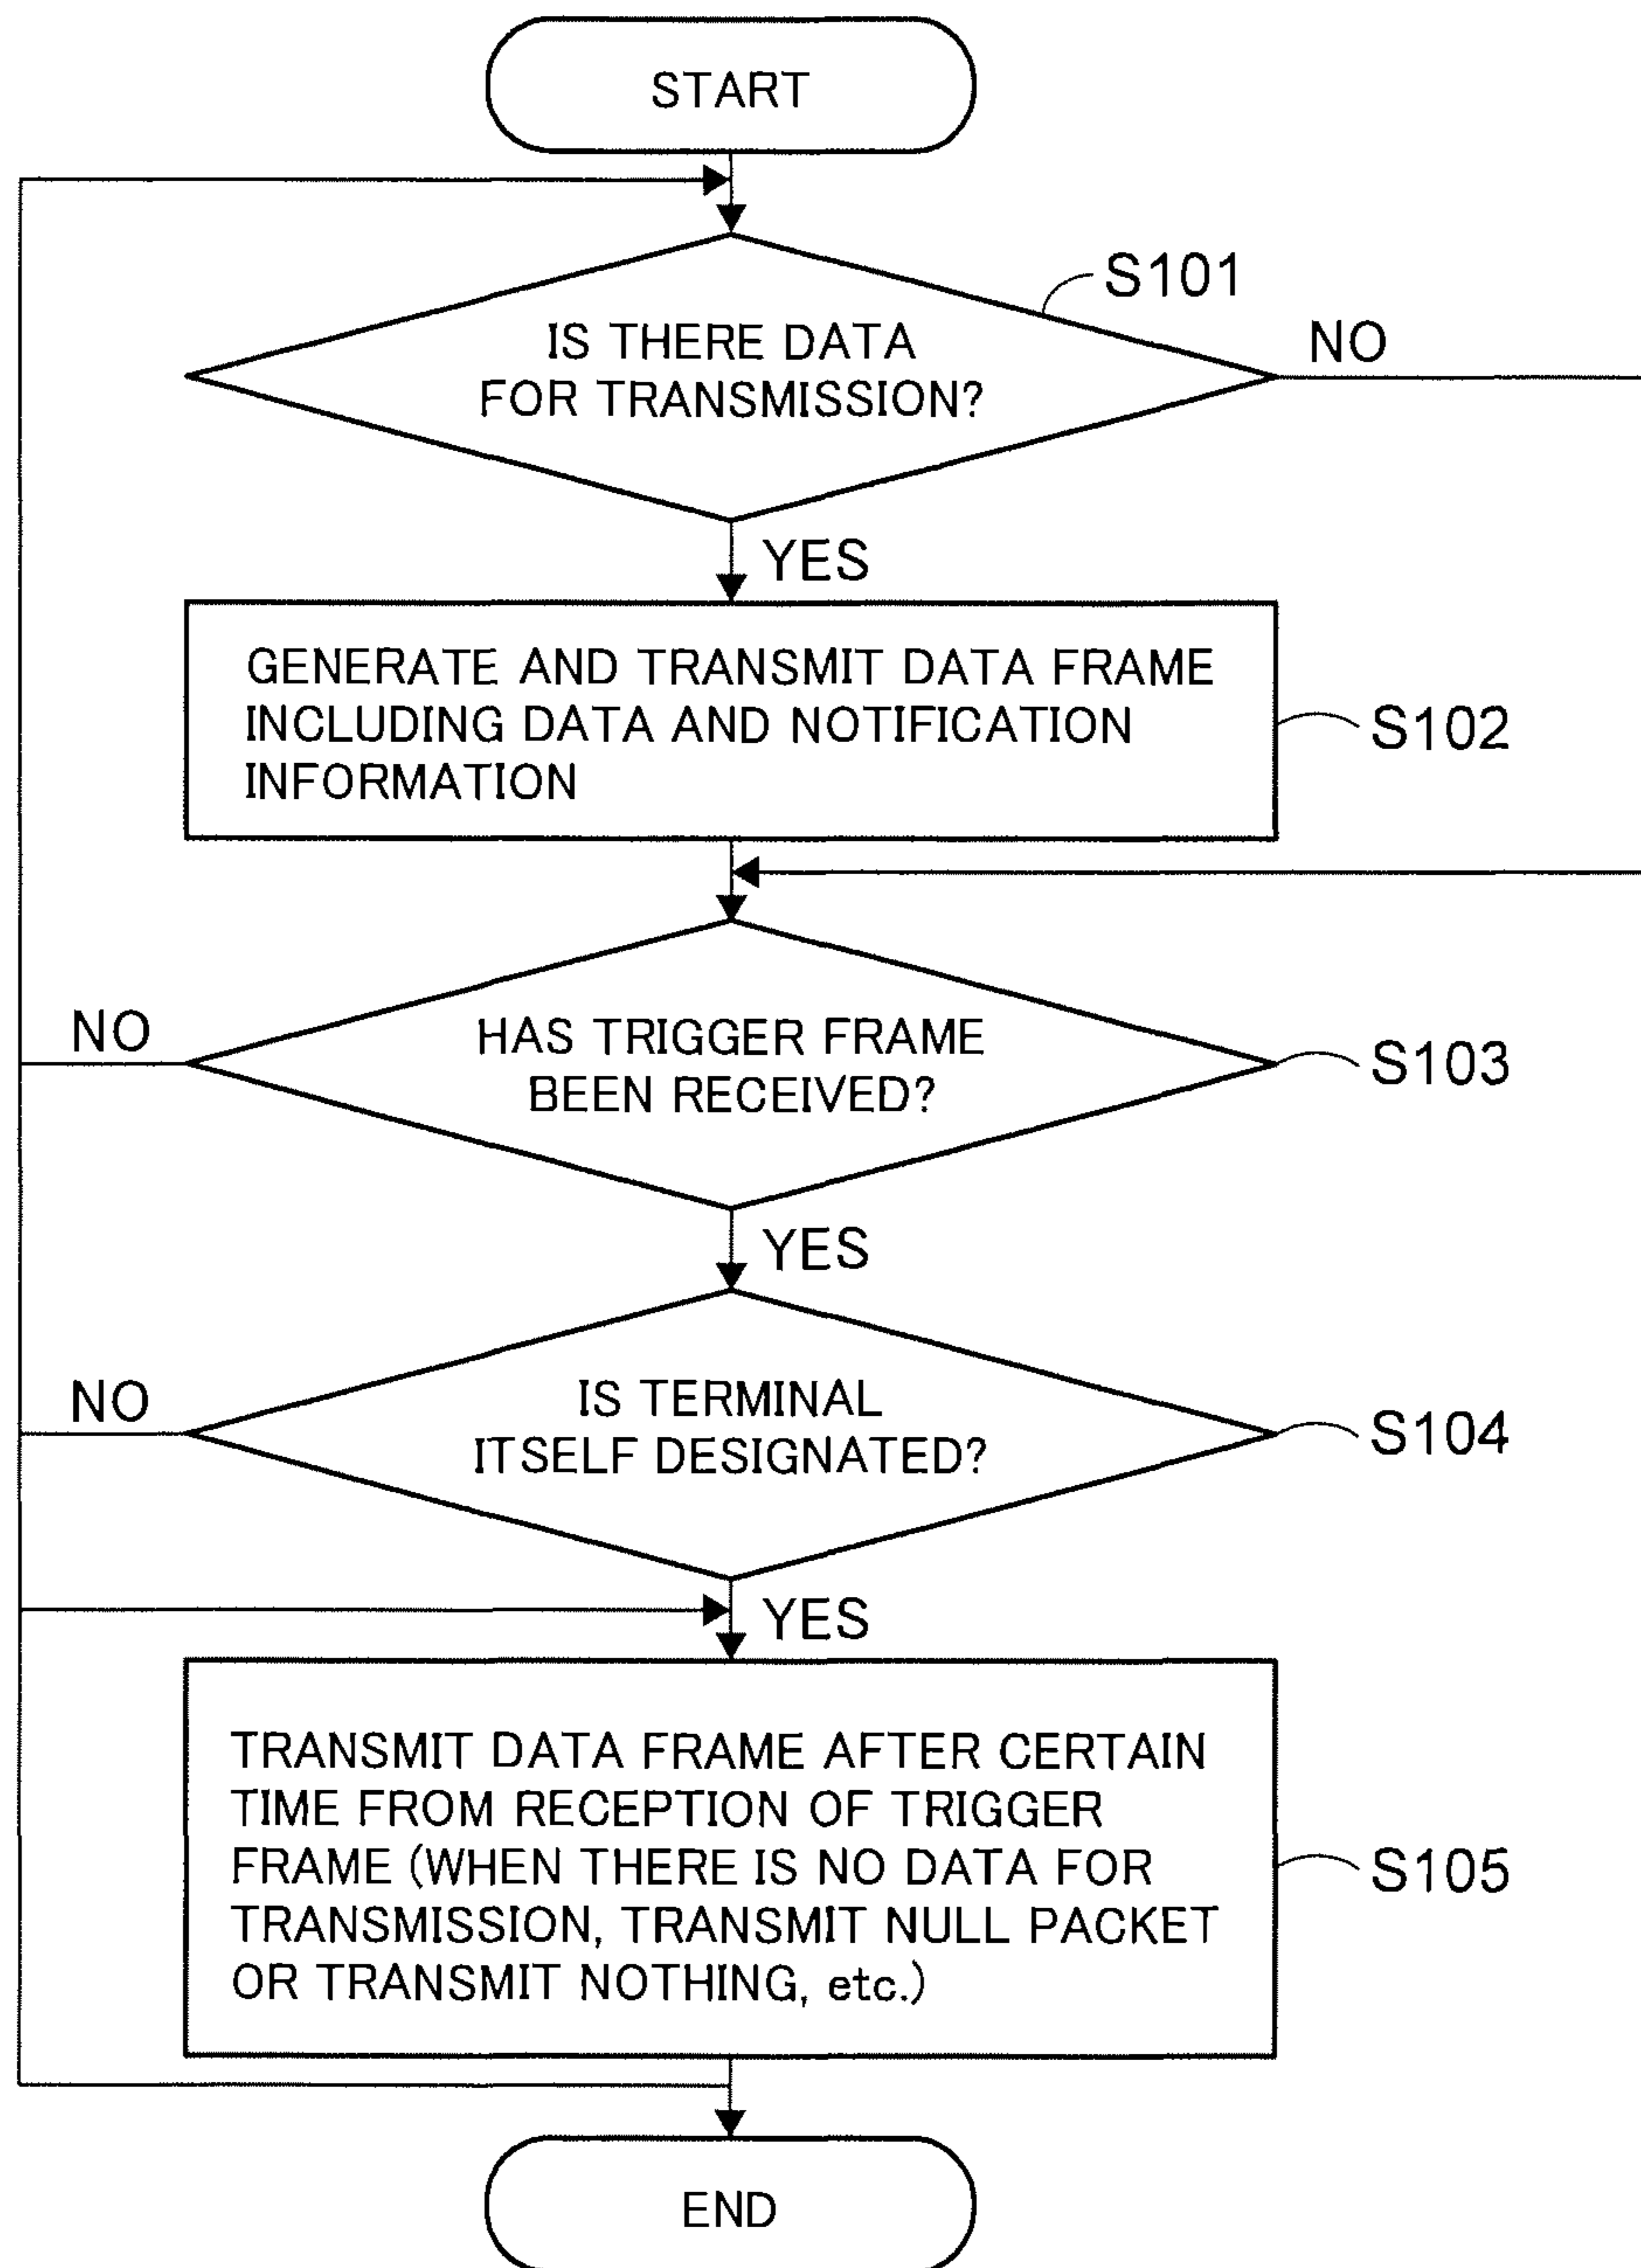 START
S101
IS THERE DATA
FOR TRANSMISSION?
NO
YES
GENERATE AND TRANSMIT DATA FRAME
INCLUDING DATA AND NOTIFICATION
INFORMATION
S102
NO
HAS TRIGGER FRAME
BEEN RECEIVED?
S103
YES
NO
IS TERMINAL
ITSELF DESIGNATED?
S104
YES
TRANSMIT DATA FRAME AFTER CERTAIN
TIME FROM RECEPTION OF TRIGGER
FRAME (WHEN THERE IS NO DATA FOR
TRANSMISSION, TRANSMIT NULL PACKET
OR TRANSMIT NOTHING, etc.)
S105
END